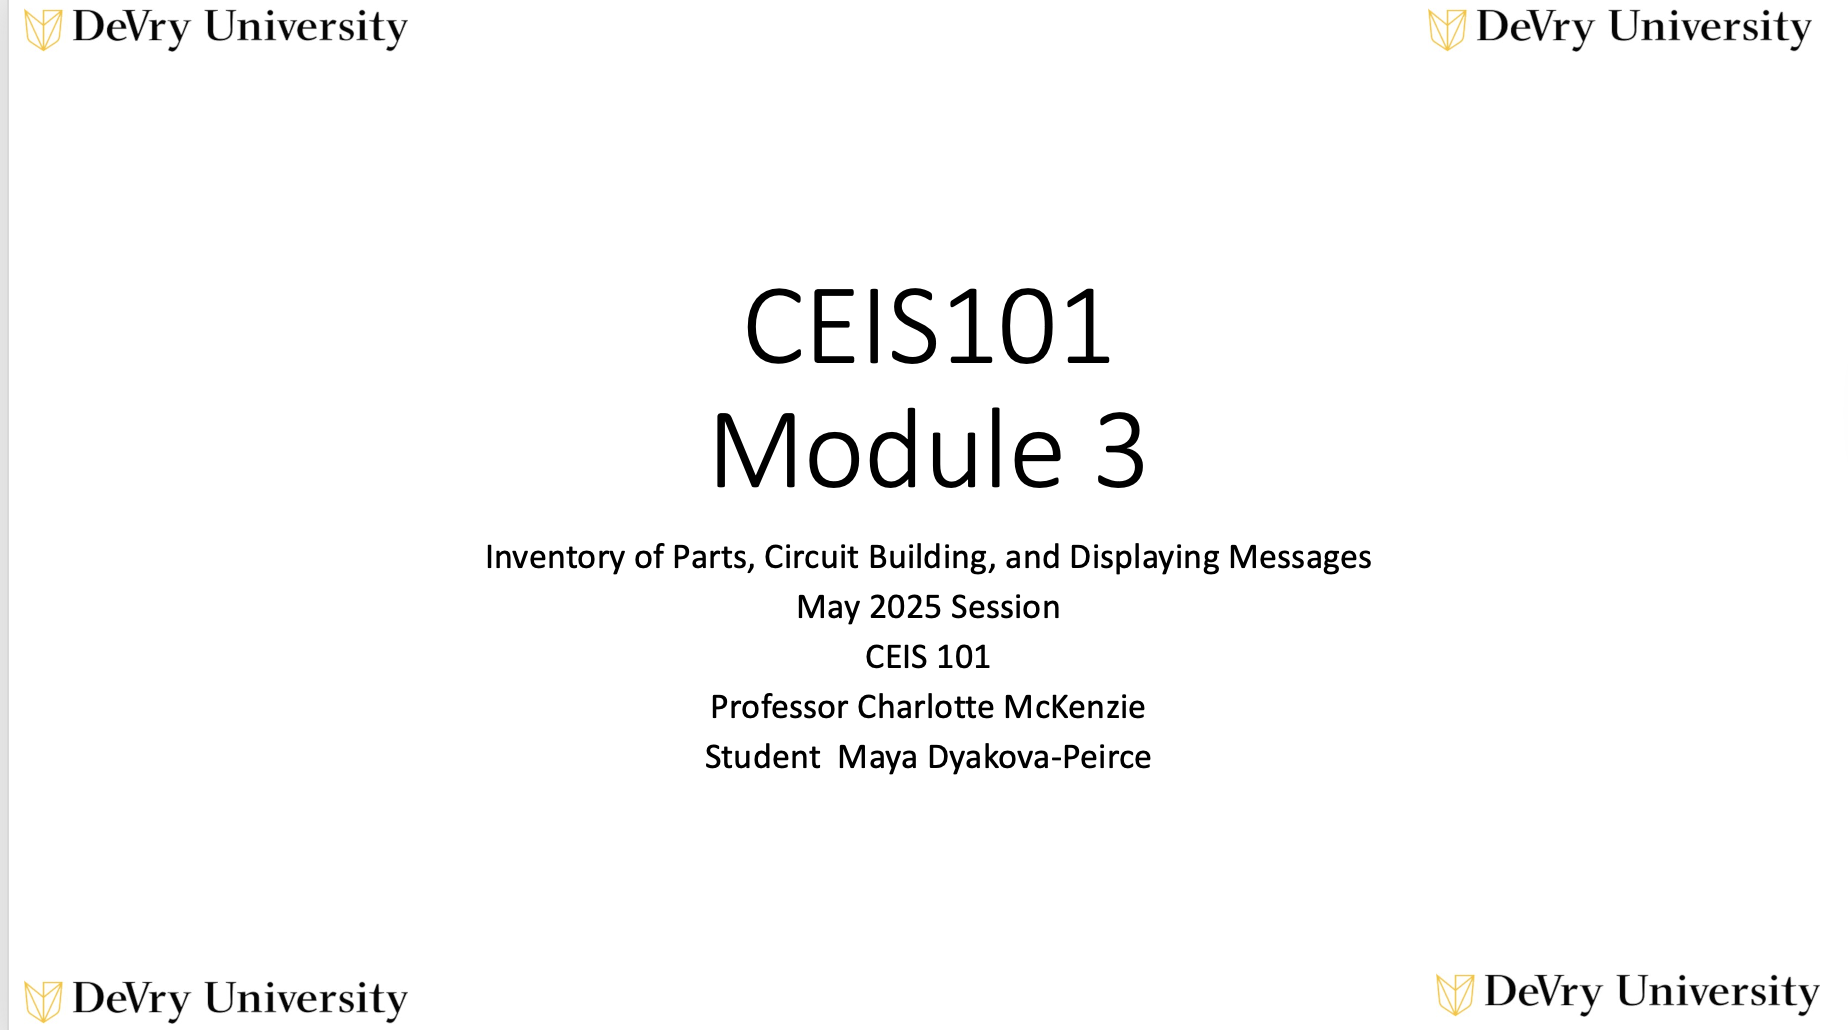 DeVry University
DeVry University
CEIS101
Module 3
Inventory of Parts, Circuit Building, and Displaying Messages
May 2025 Session
CEIS 101
Professor Charlotte McKenzie
Student  Maya Dyakova-Peirce
DeVry University
DeVry University